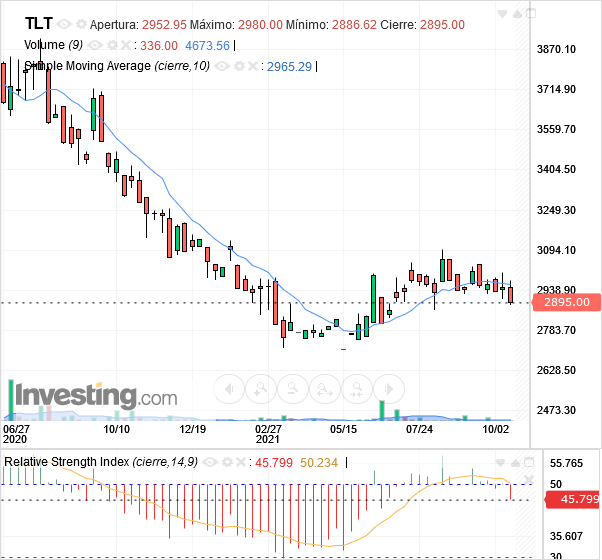 TLT Apertura: 2952.95 Máximo: 2980.00 Mínimo: 2886.62 Cierre: 2895.00
Volume (9) : 336.00 4673.56
Simple Moving Average (cierre,10) : 2965.29
3870.10
3714.90
3559.70
3404.50
3249.30
3094.10
2938.90
2895.00
2783.70
2628.50
2473.30
Investing.com
06/27 10/10 12/19 02/27 05/15 07/24 10/02
2020 2021
Relative Strength Index (cierre,14,9) : 45.799 50.234
55.765
50
45.799
35.607
30